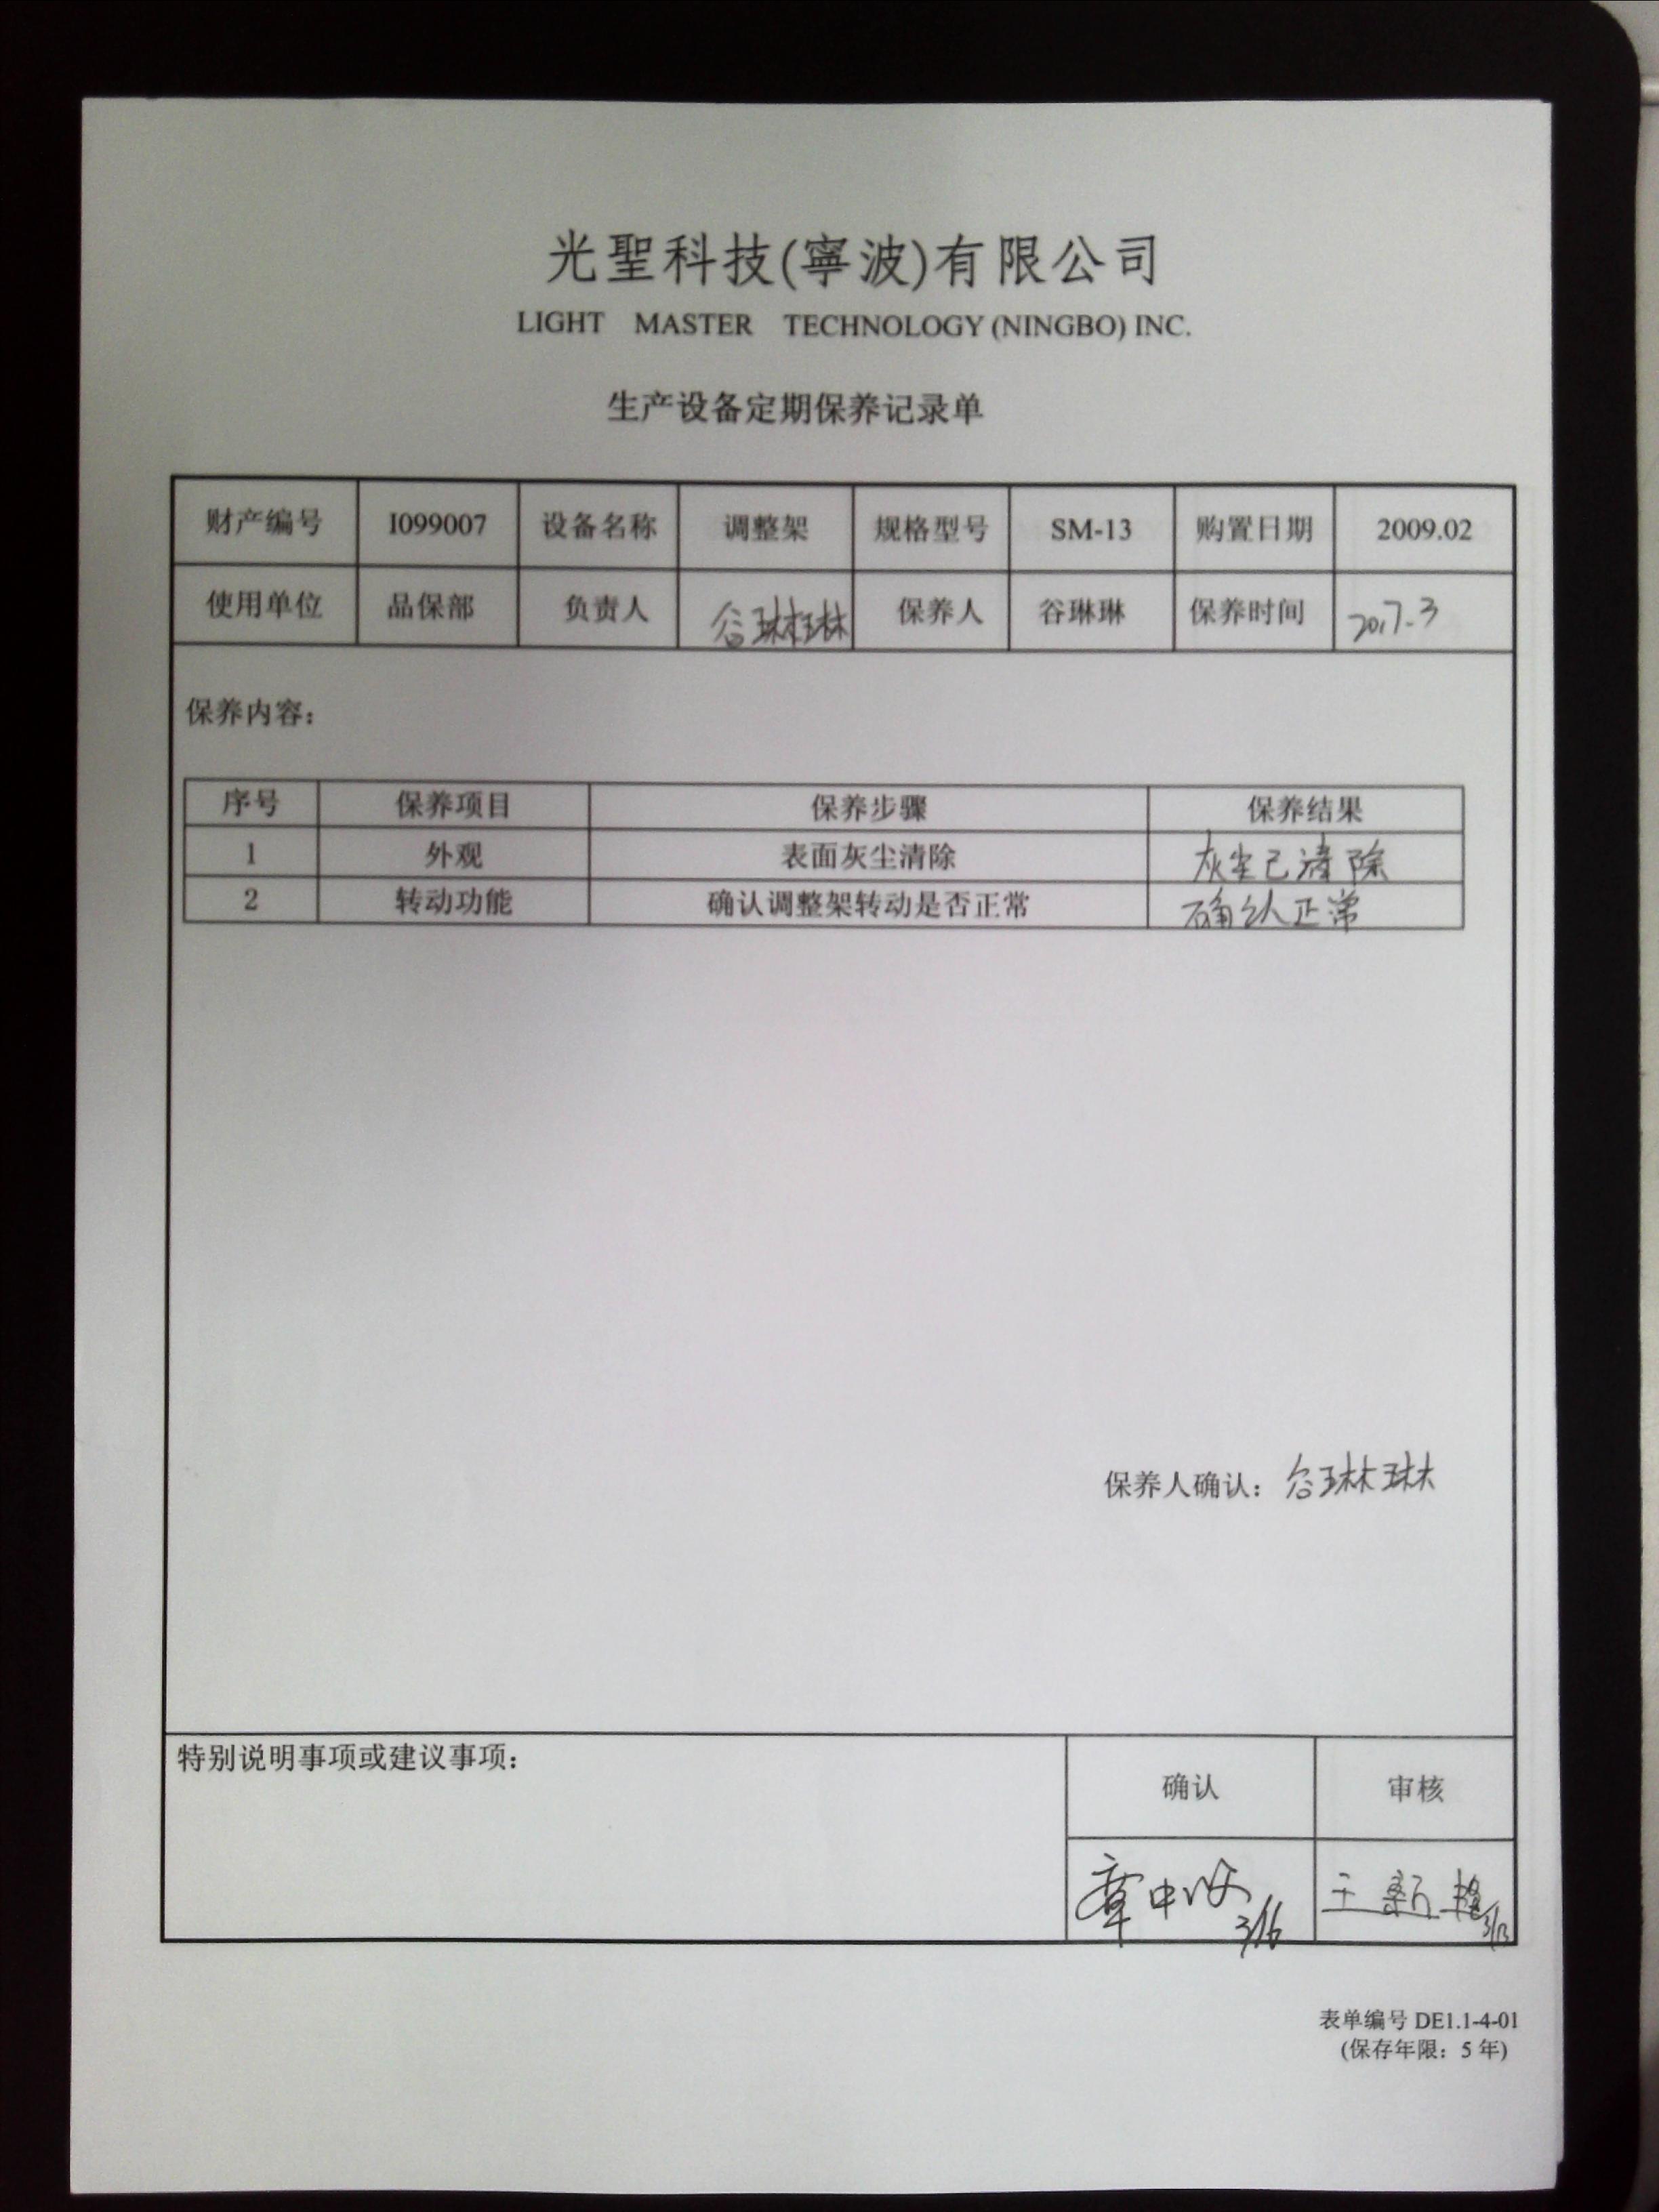 光聖科技(寧波)有限公司
LIGHT MASTER TECHNOLOGY (NINGBO) INC.
生产设备定期保养记录单
财产编号 I099007 设备名称 调整架 规格型号 SM-13 购置日期 2009.02
使用单位 品保部 负责人 谷琳琳 保养人 谷琳琳 保养时间 2017.3
保养内容：
序号 保养项目 保养步骤 保养结果
1 外观 表面灰尘清除 灰尘已清除
2 转动功能 确认调整架转动是否正常 确认正常
保养人确认：谷琳琳
特别说明事项或建议事项：
确认 审核
3/16 3/13
表单编号 DE1.1-4-01
(保存年限：5 年)